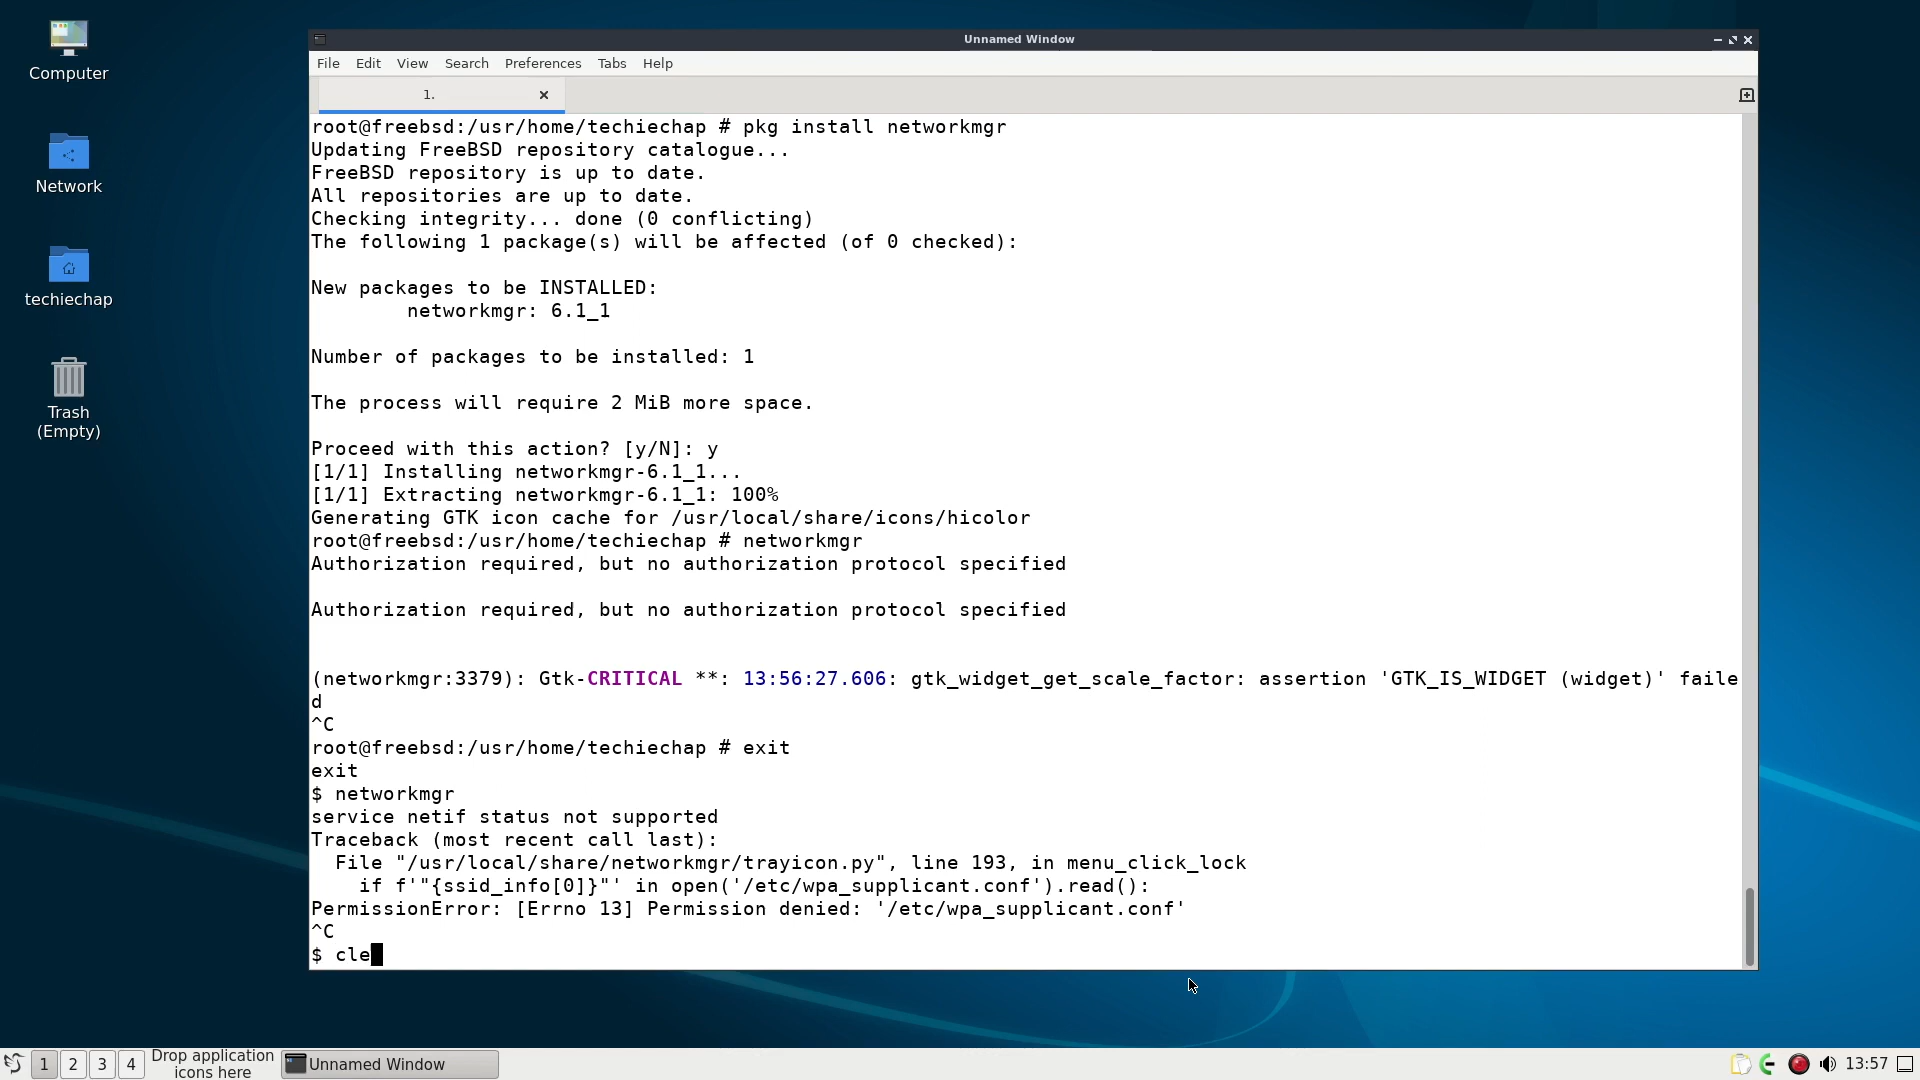 Computer
Network
techiechap
Trash
(Empty)
Unnamed Window
File Edit View Search Preferences Tabs Help
1.
root@freebsd:/usr/home/techiechap # pkg install networkmgr
Updating FreeBSD repository catalogue...
FreeBSD repository is up to date.
All repositories are up to date.
Checking integrity... done (0 conflicting)
The following 1 package(s) will be affected (of 0 checked):
New packages to be INSTALLED:
networkmgr: 6.1_1
Number of packages to be installed: 1
The process will require 2 MiB more space.
Proceed with this action? [y/N]: y
[1/1] Installing networkmgr-6.1_1...
[1/1] Extracting networkmgr-6.1_1: 100%
Generating GTK icon cache for /usr/local/share/icons/hicolor
root@freebsd:/usr/home/techiechap # networkmgr
Authorization required, but no authorization protocol specified
Authorization required, but no authorization protocol specified
(networkmgr:3379): Gtk-CRITICAL **: 13:56:27.606: gtk_widget_get_scale_factor: assertion 'GTK_IS_WIDGET (widget)' faile
d
^C
root@freebsd:/usr/home/techiechap # exit
exit
$ networkmgr
service netif status not supported
Traceback (most recent call last):
File "/usr/local/share/networkmgr/trayicon.py", line 193, in menu_click_lock
if f'"{ssid_info[0]}"' in open('/etc/wpa_supplicant.conf').read():
PermissionError: [Errno 13] Permission denied: '/etc/wpa_supplicant.conf'
^C
$ cle
1 2 3 4
Drop application
icons here
Unnamed Window
13:57